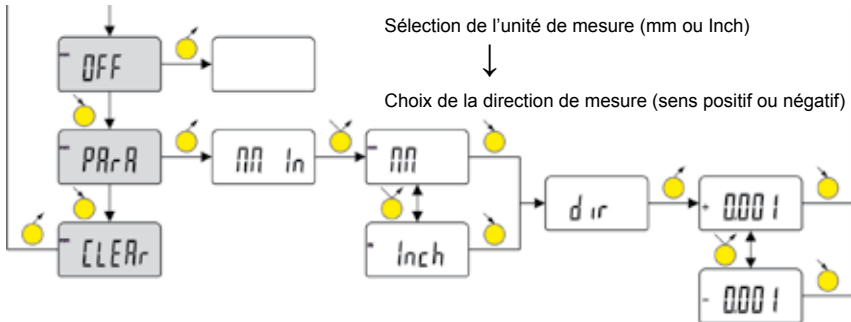 Sélection de l'unité de mesure (mm ou Inch)
Choix de la direction de mesure (sens positif ou négatif)
OFF
PArA
MM In
MM
dir
+ 0.001
CLEAr
Inch
- 0.001